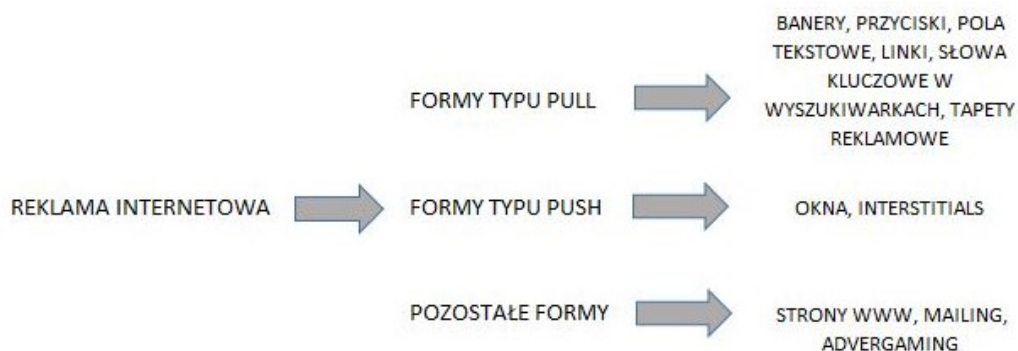 BANERY, PRZYCISKI, POLA
TEKSTOWE, LINKI, SŁOWA
KLUCZOWE W
WYSZUKIWARKACH, TAPETY
REKLAMOWE
FORMY TYPU PULL
REKLAMA INTERNETOWA
FORMY TYPU PUSH
OKNA, INTERSTITIALS
POZOSTAŁE FORMY
STRONY WWW, MAILING,
ADVERGAMING